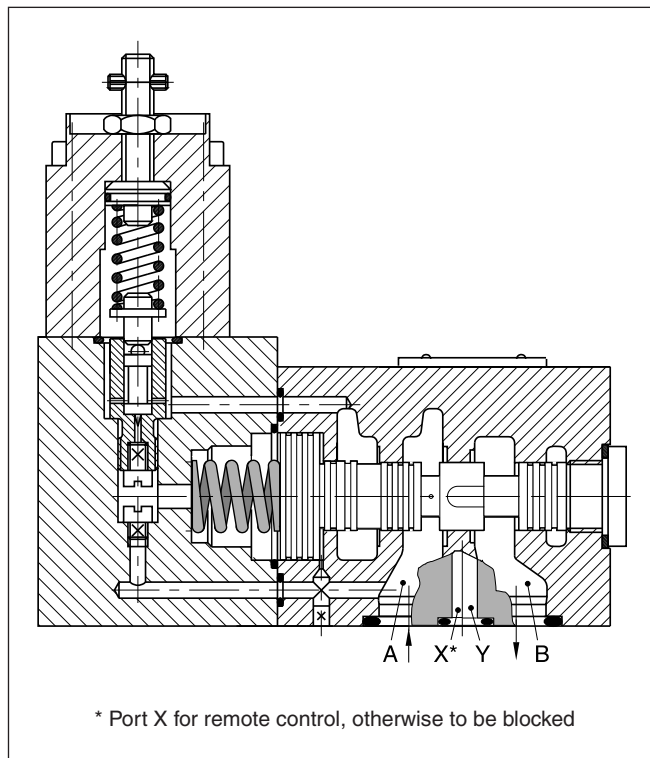 A X* Y B
* Port X for remote control, otherwise to be blocked